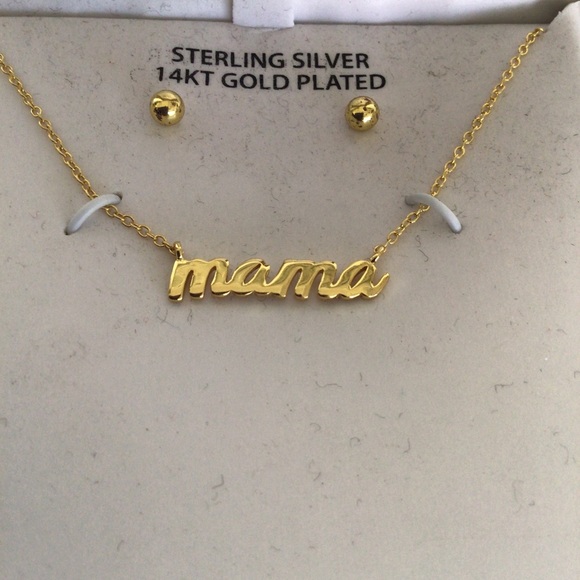 STERLING SILVER
14KT GOLD PLATED
mama